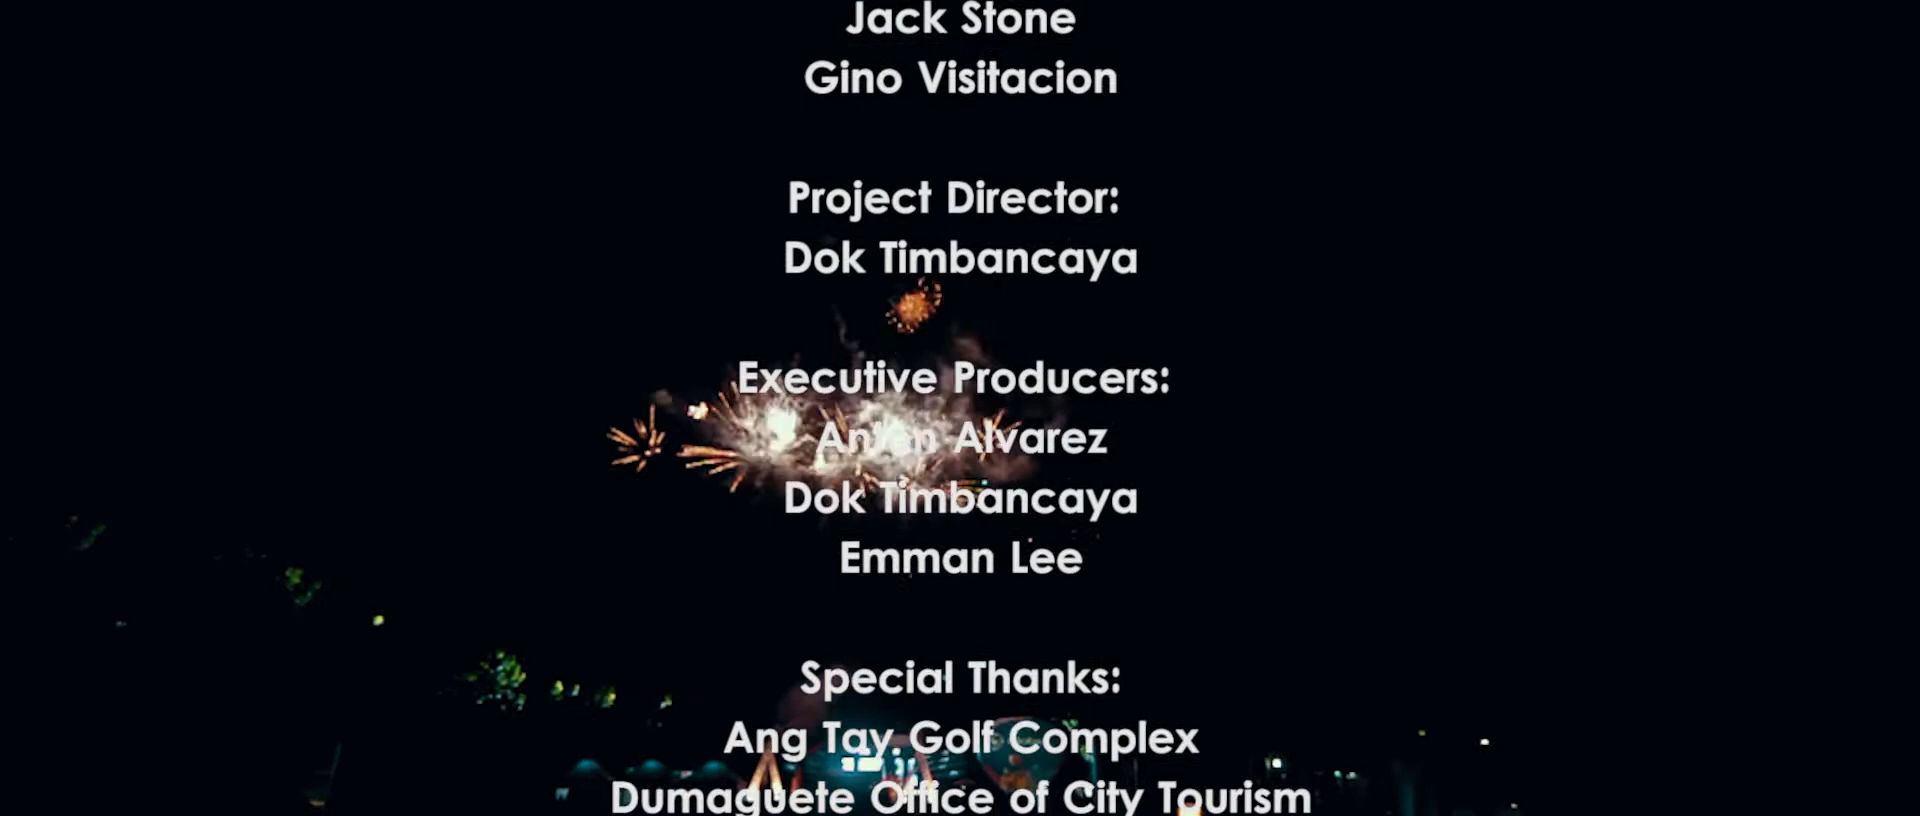 Jack Stone
Gino Visitacion
Project Director:
Dok Timbancaya
Executive Producers:
Anton Alvarez
Dok Timbancaya
Emman Lee
Special Thanks:
Ang Tay Golf Complex
Dumaguete Office of City Tourism